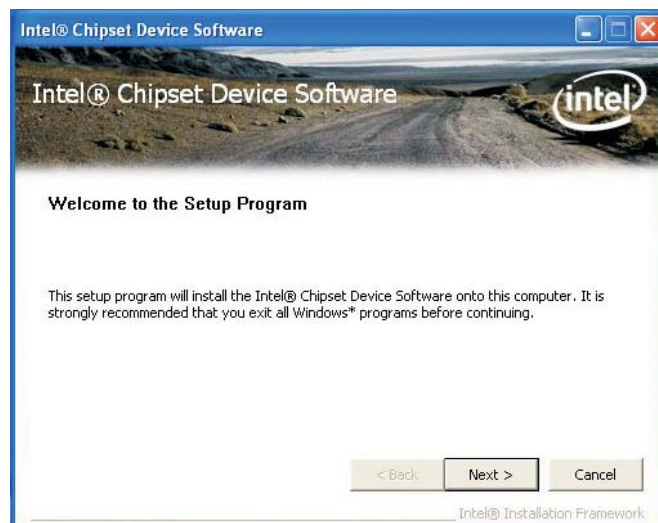 Intel® Chipset Device Software
Intel® Chipset Device Software
intel
Welcome to the Setup Program
This setup program will install the Intel® Chipset Device Software onto this computer. It is
strongly recommended that you exit all Windows* programs before continuing.
< Back
Next >
Cancel
Intel® Installation Framework